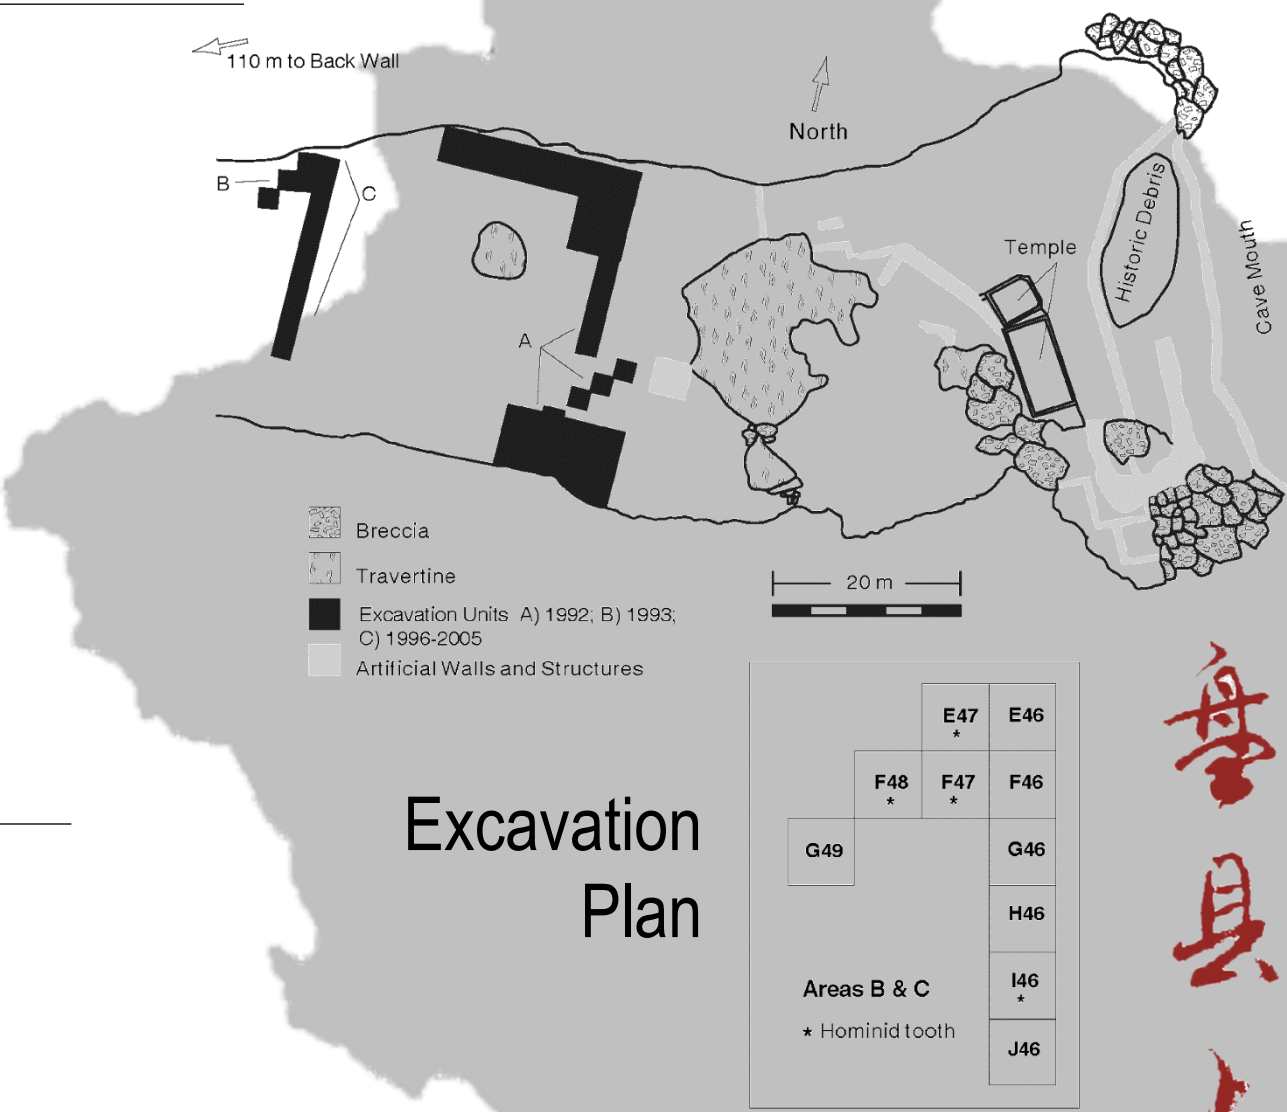 110 m to Back Wall
North
B
C
Temple
Historic Debris
Cave Mouth
A
Breccia
Travertine
Excavation Units A) 1992; B) 1993;
C) 1996-2005
Artificial Walls and Structures
20 m
E47 E46
*
F48 F47 F46
* *
G49 G46
H46
I46
*
J46
Areas B & C
* Hominid tooth
Excavation
Plan
盤
县